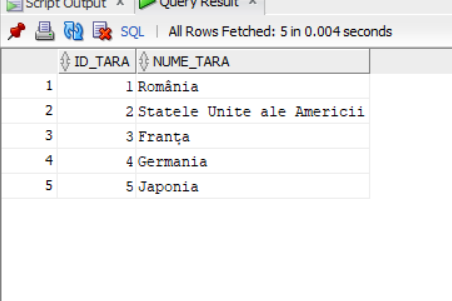 Script Output × Query Result ×
SQL | All Rows Fetched: 5 in 0.004 seconds
ID_TARA NUME_TARA
1 1 România
2 2 Statele Unite ale Americii
3 3 Franța
4 4 Germania
5 5 Japonia